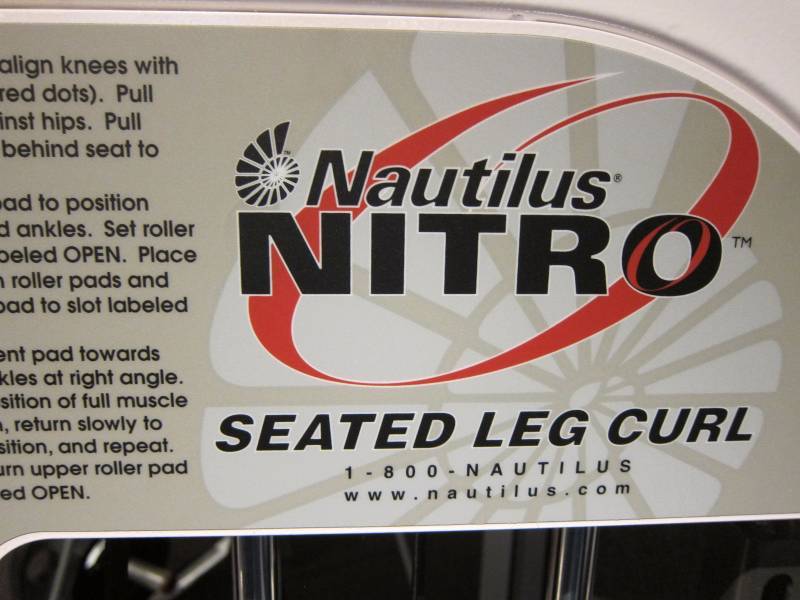 align knees with
red dots). Pull
inst hips. Pull
behind seat to
pad to position
d ankles. Set roller
beled OPEN. Place
roller pads and
pad to slot labeled
ent pad towards
kles at right angle.
sition of full muscle
, return slowly to
sition, and repeat.
urn upper roller pad
ed OPEN.
Nautilus®
NITRO™
SEATED LEG CURL
1-800-NAUTILUS
www.nautilus.com